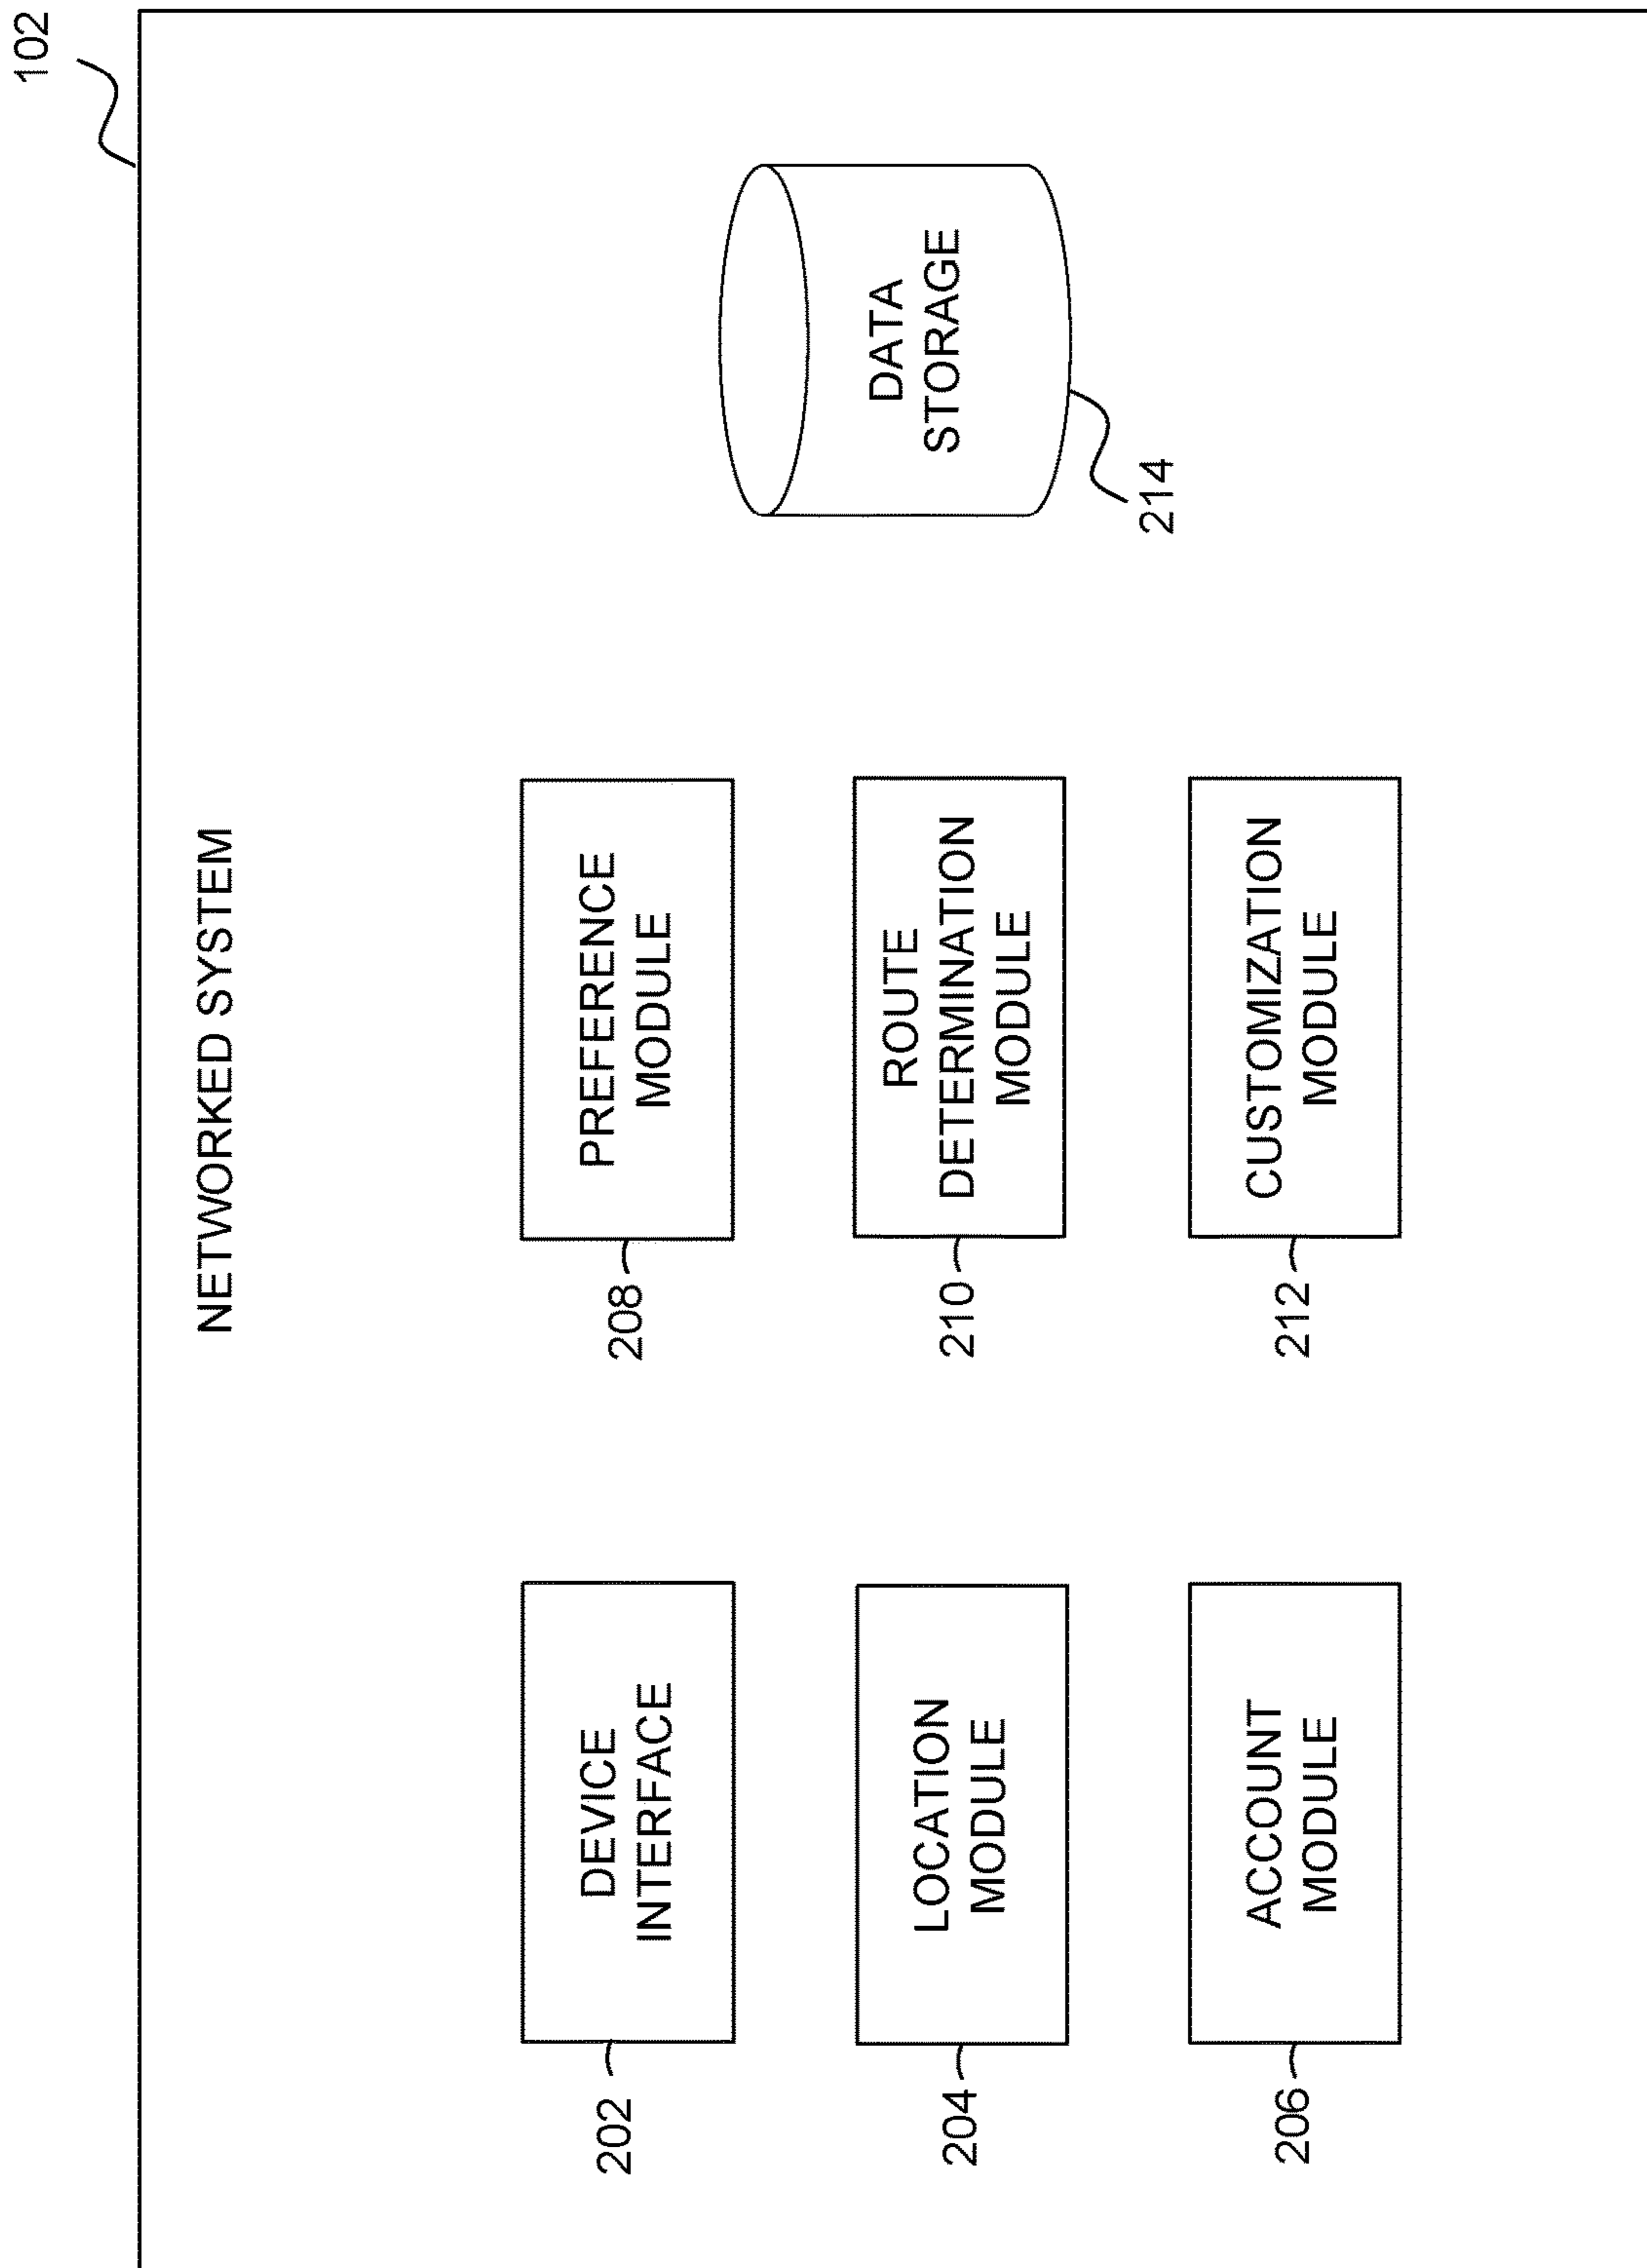 102
NETWORKED SYSTEM
202
DEVICE
INTERFACE
208
PREFERENCE
MODULE
204
LOCATION
MODULE
210
ROUTE
DETERMINATION
MODULE
DATA
STORAGE
214
206
ACCOUNT
MODULE
212
CUSTOMIZATION
MODULE